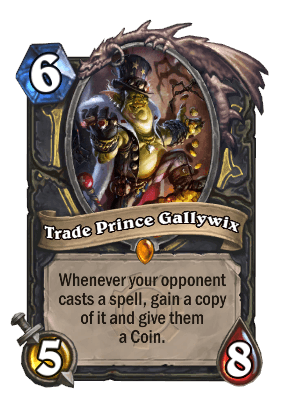 6
Trade Prince Gallywix
Whenever your opponent
casts a spell, gain a copy
of it and give them
a Coin.
5
8